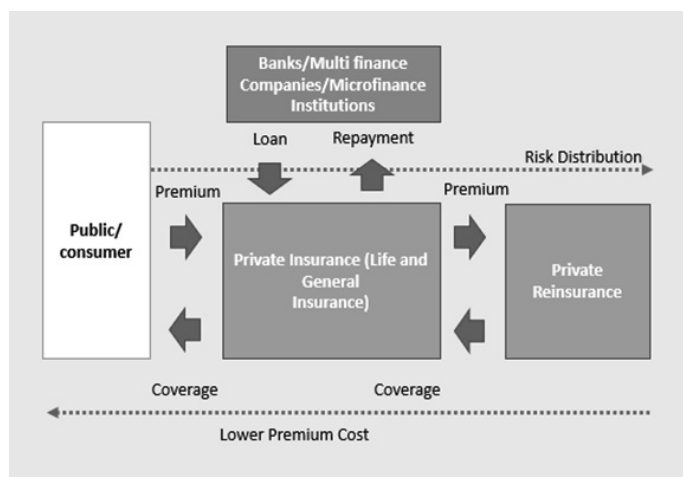 Banks/Multi finance
Companies/Microfinance
Institutions
Loan
Repayment
Risk Distribution
Premium
Premium
Public/
consumer
Private Insurance (Life and
General
Insurance)
Private
Reinsurance
Coverage
Coverage
Lower Premium Cost